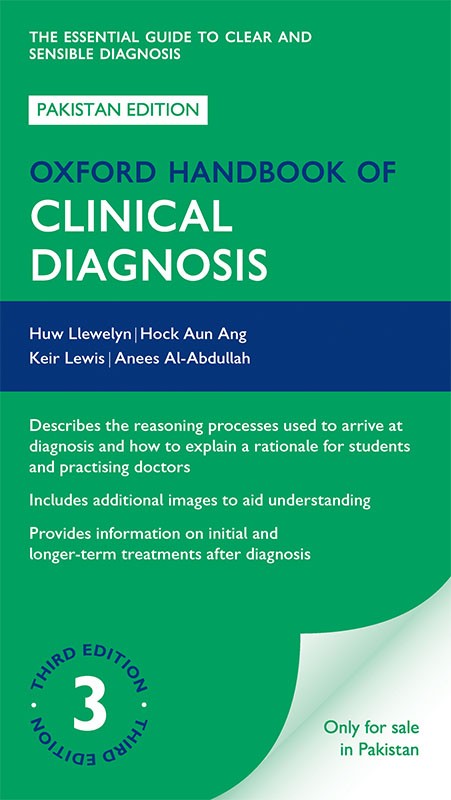 THE ESSENTIAL GUIDE TO CLEAR AND
SENSIBLE DIAGNOSIS
PAKISTAN EDITION
OXFORD HANDBOOK OF
CLINICAL
DIAGNOSIS
Huw Llewelyn|Hock Aun Ang
Keir Lewis|Anees Al-Abdullah
Describes the reasoning processes used to arrive at
diagnosis and how to explain a rationale for students
and practising doctors
Includes additional images to aid understanding
Provides information on initial and
longer-term treatments after diagnosis
THIRD EDITION · THIRD EDITION ·
3
Only for sale
in Pakistan